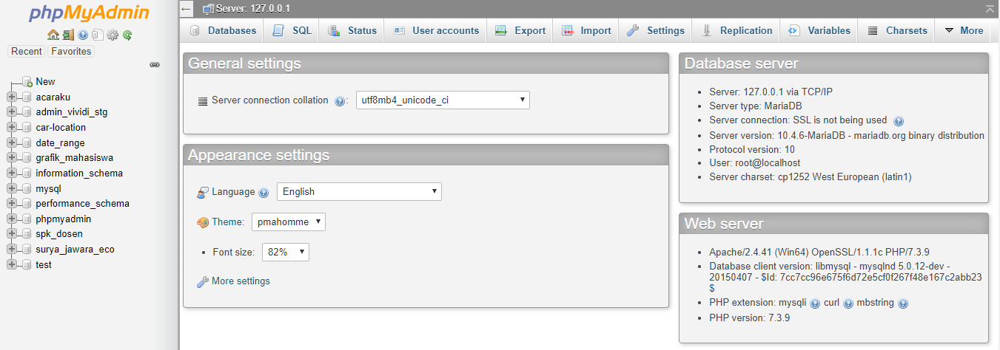 phpMyAdmin
Recent Favorites
New
acaraku
admin_vividi_stg
car-location
date_range
grafik_mahasiswa
information_schema
mysql
performance_schema
phpmyadmin
spk_dosen
surya_jawara_eco
test
Server: 127.0.0.1
Databases SQL Status User accounts Export Import Settings Replication Variables Charsets More
General settings
Server connection collation :
utf8mb4_unicode_ci
Appearance settings
Language English
Theme: pmahomme
Font size: 82%
More settings
Database server
Server: 127.0.0.1 via TCP/IP
Server type: MariaDB
Server connection: SSL is not being used
Server version: 10.4.6-MariaDB - mariadb.org binary distribution
Protocol version: 10
User: root@localhost
Server charset: cp1252 West European (latin1)
Web server
Apache/2.4.41 (Win64) OpenSSL/1.1.1c PHP/7.3.9
Database client version: libmysql - mysqlnd 5.0.12-dev -
20150407 - $Id: 7cc7cc96e675f6d72e5cf0f267f48e167c2abb23
$
PHP extension: mysqli curl mbstring
PHP version: 7.3.9